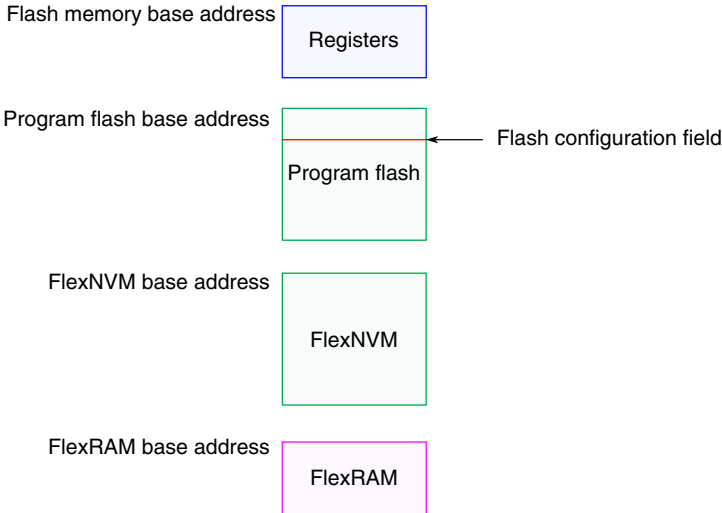 Flash memory base address
Registers
Program flash base address
Flash configuration field
Program flash
FlexNVM base address
FlexNVM
FlexRAM base address
FlexRAM